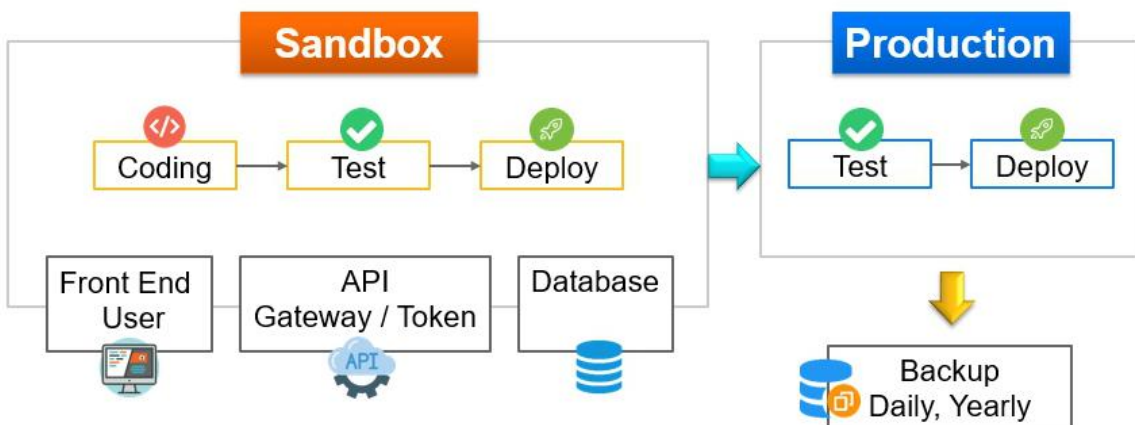 Sandbox
Production
</>
Coding
Test
Deploy
Test
Deploy
Front End
User
API
Gateway / Token
API
Database
Backup
Daily, Yearly